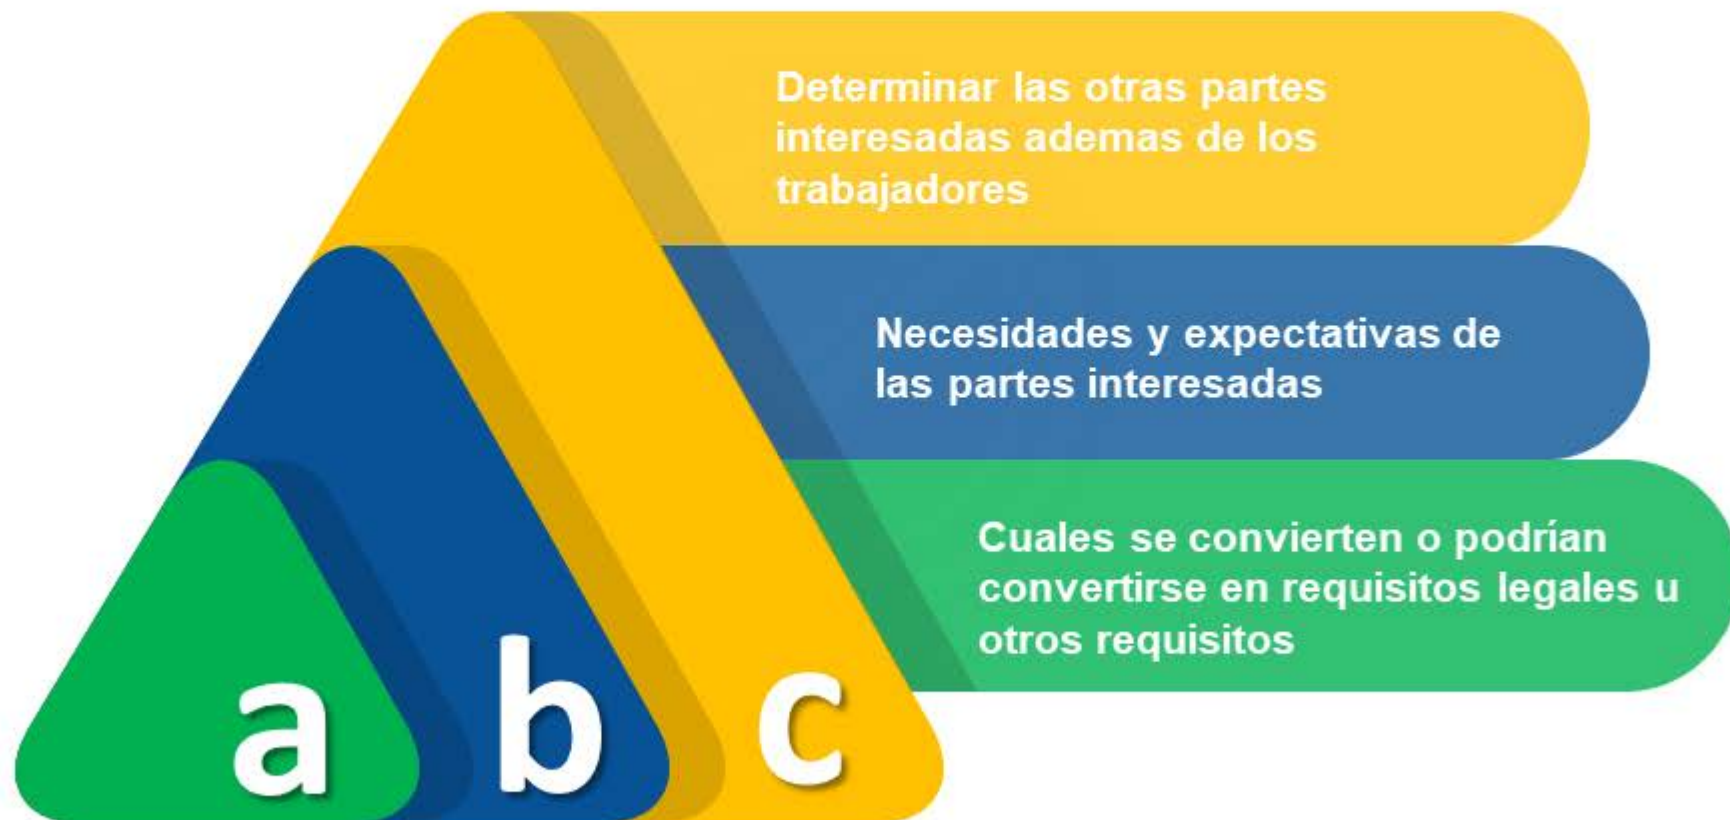 Determinar las otras partes
interesadas ademas de los
trabajadores
Necesidades y expectativas de
las partes interesadas
Cuales se convierten o podrían
convertirse en requisitos legales u
otros requisitos
a b c